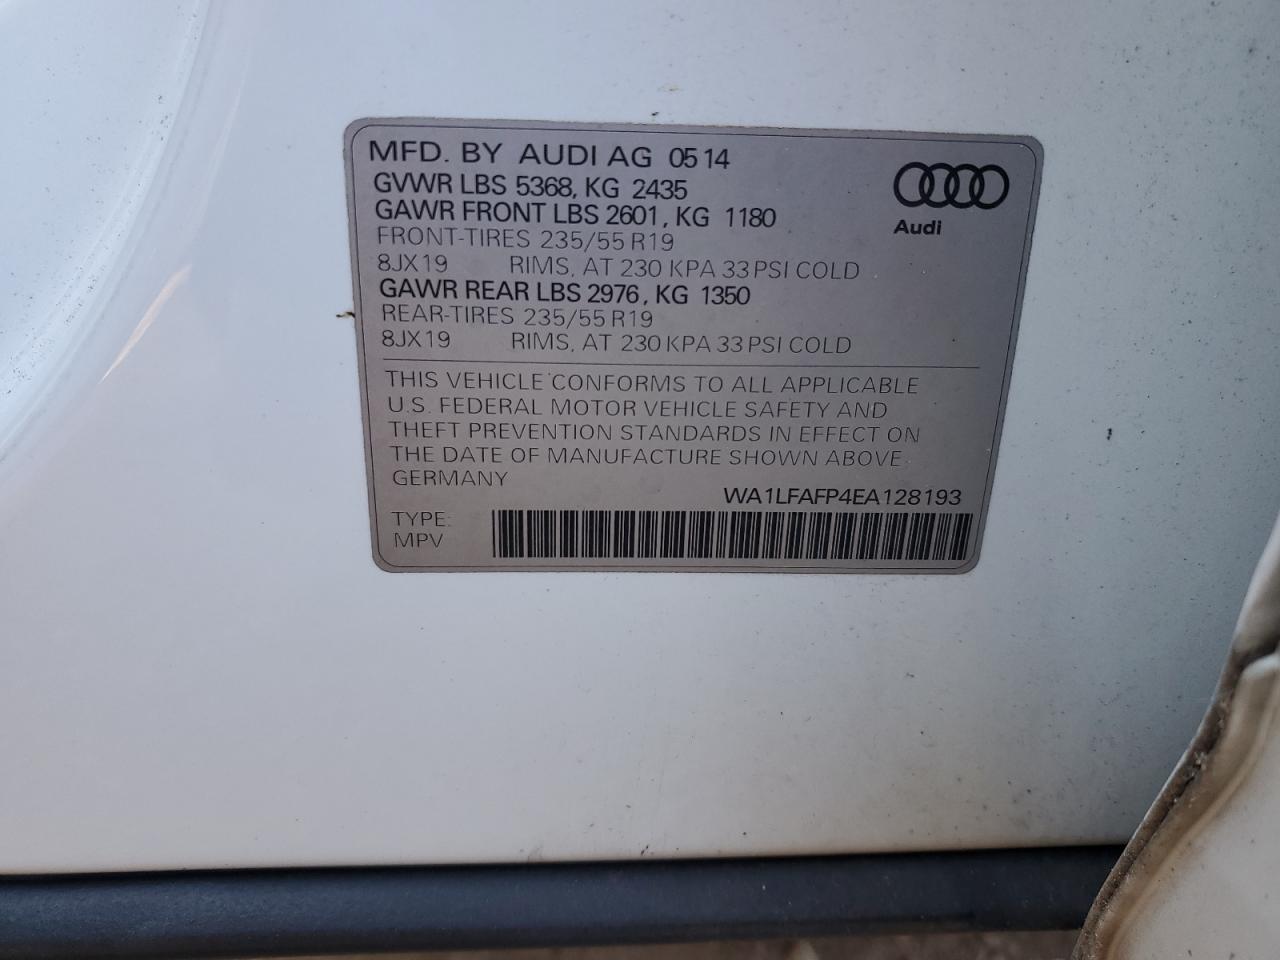 MFD. BY AUDI AG 05 14
GVWR LBS 5368, KG 2435
GAWR FRONT LBS 2601, KG 1180
FRONT-TIRES 235/55 R19
8JX19 RIMS, AT 230 KPA 33 PSI COLD
GAWR REAR LBS 2976, KG 1350
REAR-TIRES 235/55 R19
8JX19 RIMS, AT 230 KPA 33 PSI COLD
Audi
THIS VEHICLE CONFORMS TO ALL APPLICABLE
U.S. FEDERAL MOTOR VEHICLE SAFETY AND
THEFT PREVENTION STANDARDS IN EFFECT ON
THE DATE OF MANUFACTURE SHOWN ABOVE.
GERMANY
WA1LFAFP4EA128193
TYPE:
MPV